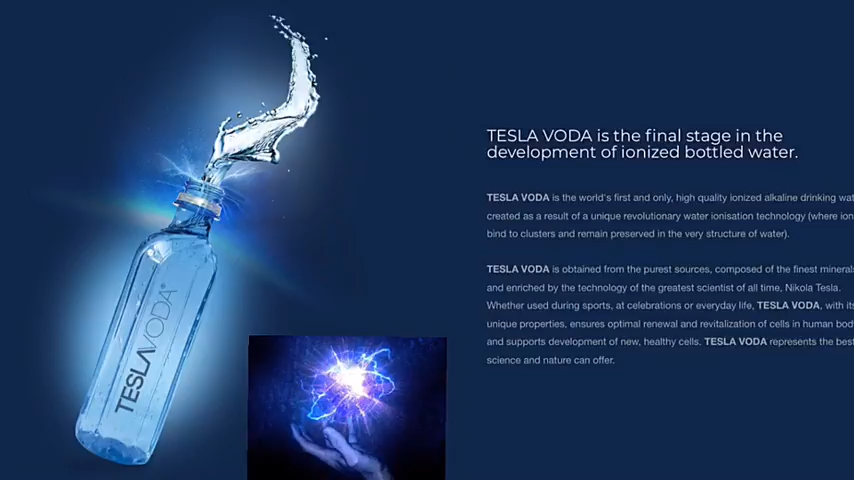 TESLAVODA®
TESLA VODA is the final stage in the
development of ionized bottled water.
TESLA VODA is the world's first and only, high quality ionized alkaline drinking wat
created as a result of a unique revolutionary water ionisation technology (where ion
bind to clusters and remain preserved in the very structure of water).
TESLA VODA is obtained from the purest sources, composed of the finest minerals
and enriched by the technology of the greatest scientist of all time, Nikola Tesla.
Whether used during sports, at celebrations or everyday life, TESLA VODA, with its
unique properties, ensures optimal renewal and revitalization of cells in human bod
and supports development of new, healthy cells. TESLA VODA represents the best
science and nature can offer.